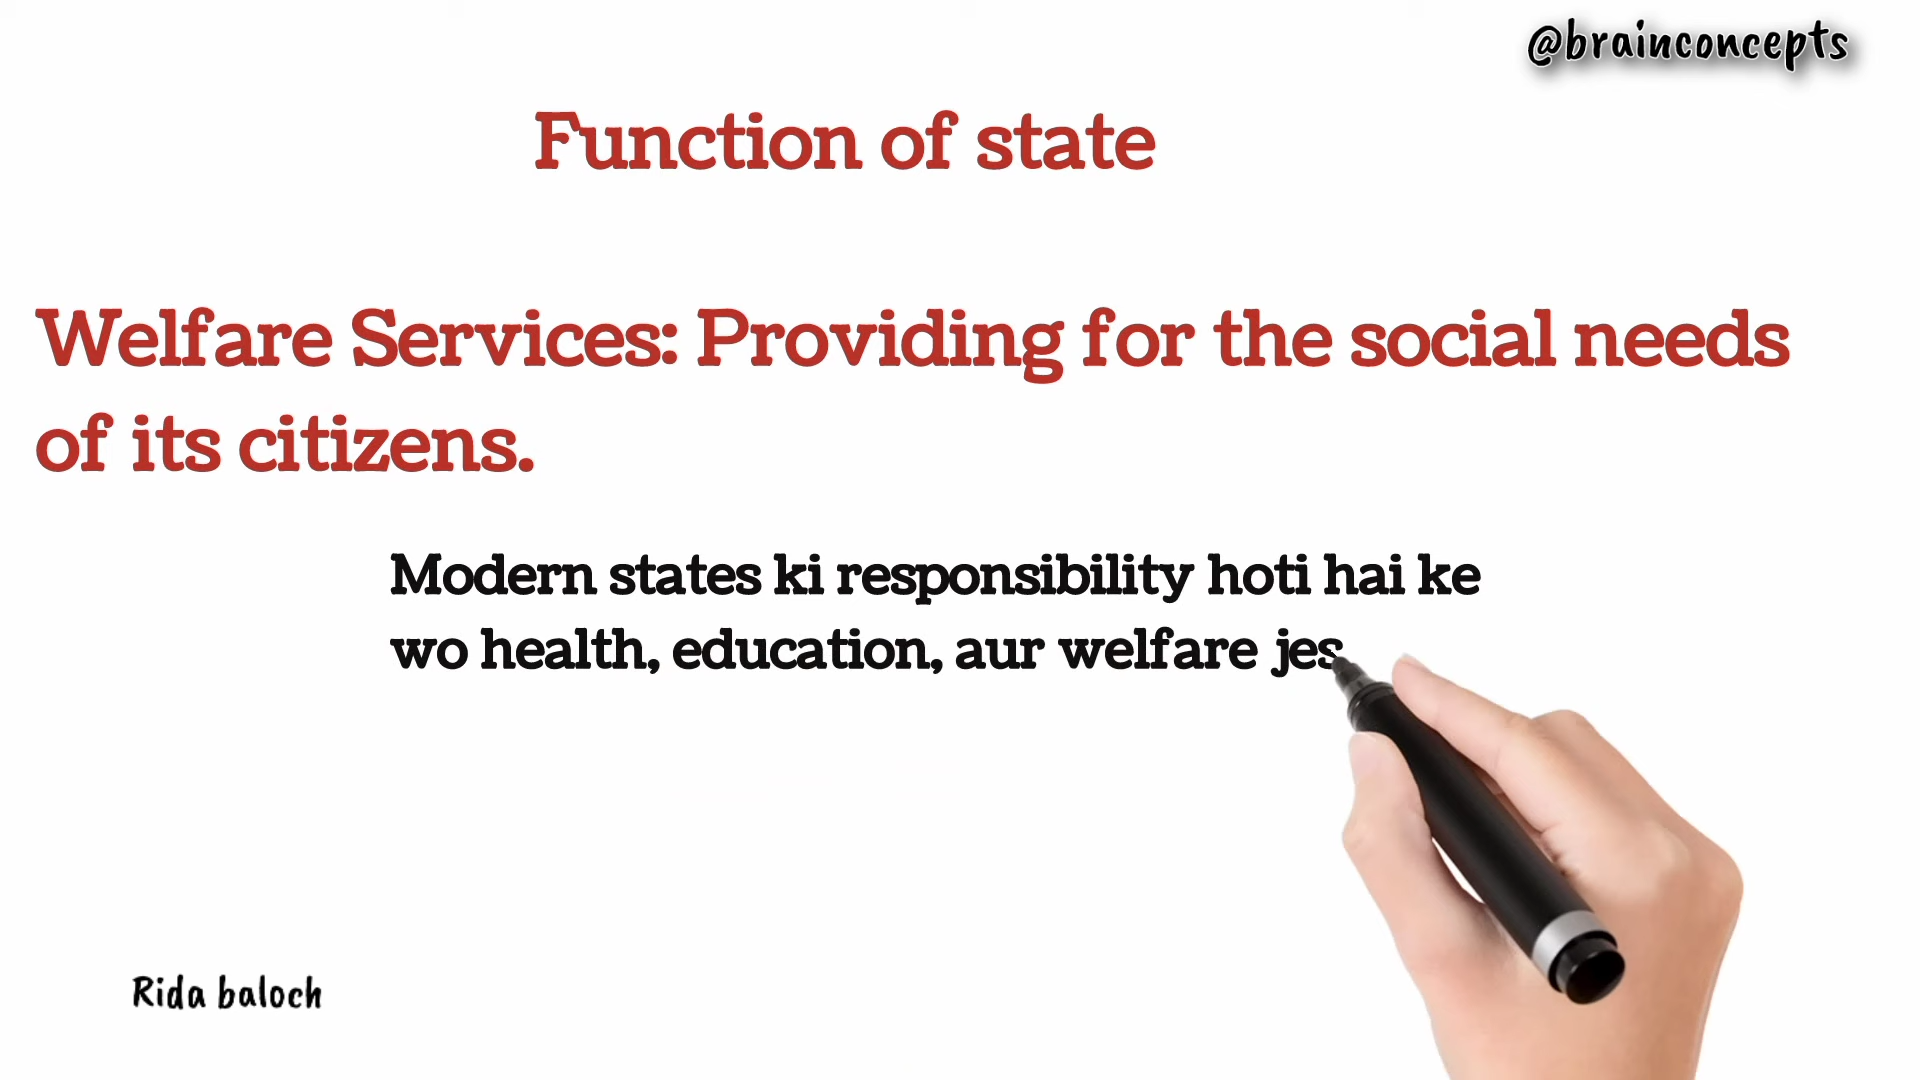 @brainconcepts
Function of state
Welfare Services: Providing for the social needs
of its citizens.
Modern states ki responsibility hoti hai ke
wo health, education, aur welfare jes
Rida baloch